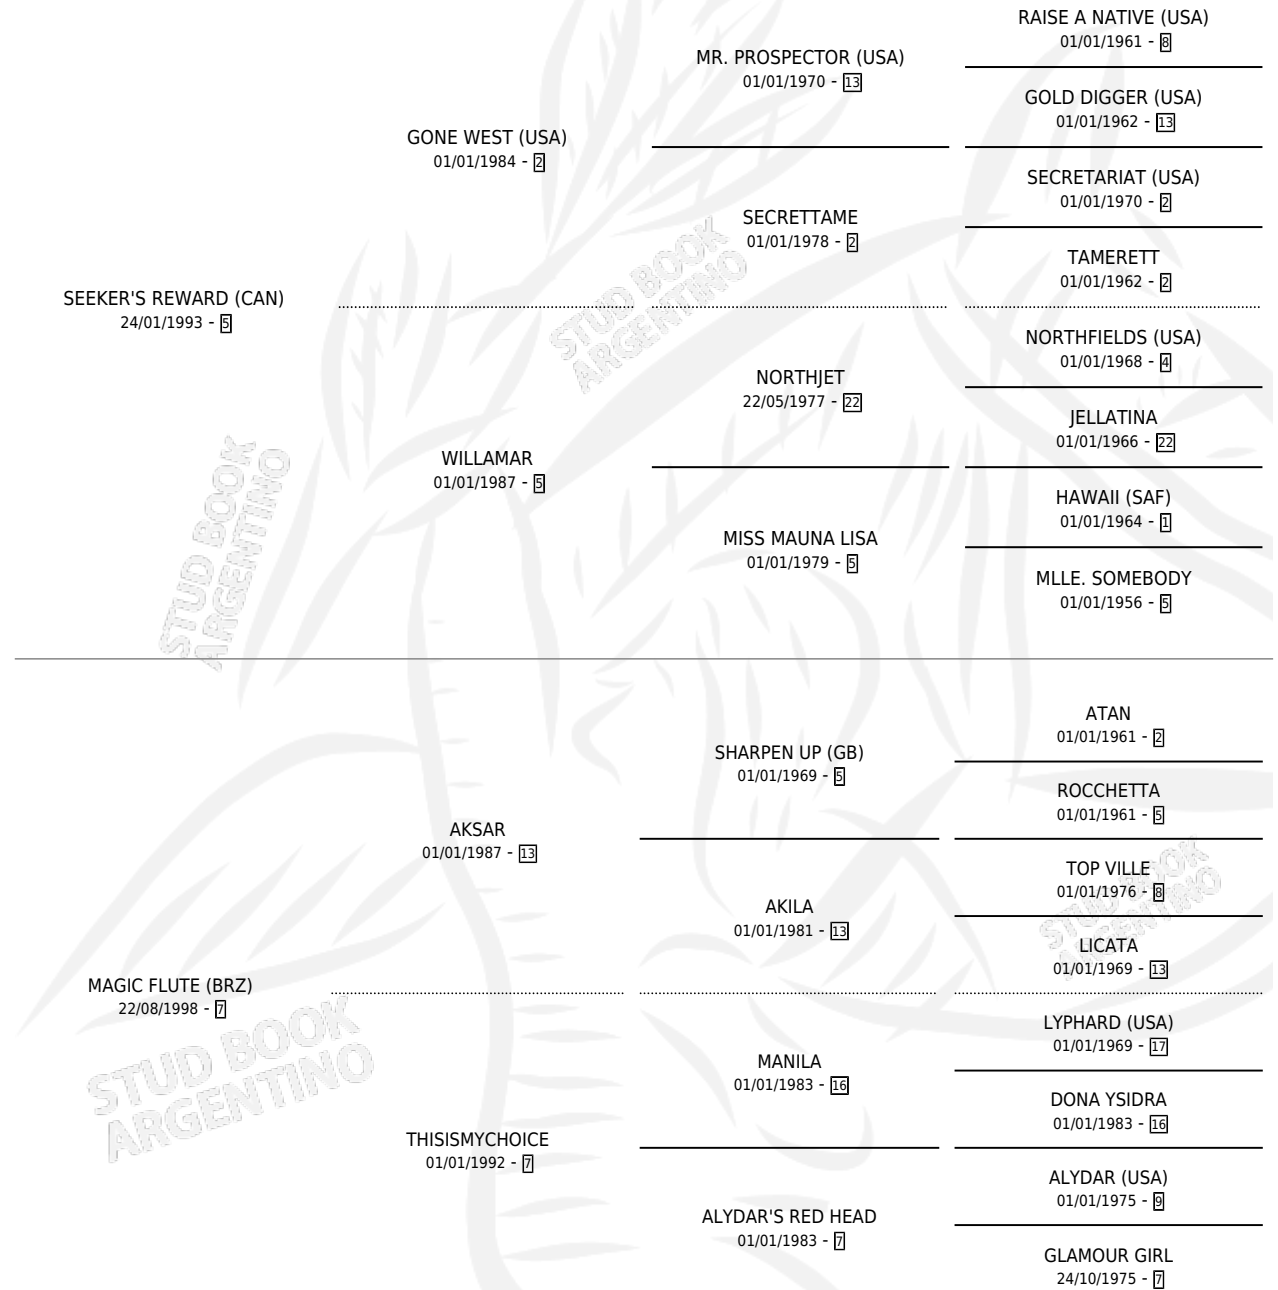 RAISE A NATIVE (USA)
01/01/1961 - 8
MR. PROSPECTOR (USA)
01/01/1970 - 13
GOLD DIGGER (USA)
01/01/1962 - 13
GONE WEST (USA)
01/01/1984 - 2
SECRETARIAT (USA)
01/01/1970 - 2
SECRETTAME
01/01/1978 - 2
TAMERETT
01/01/1962 - 2
SEEKER'S REWARD (CAN)
24/01/1993 - 5
NORTHFIELDS (USA)
01/01/1968 - 4
NORTHJET
22/05/1977 - 22
JELLATINA
01/01/1966 - 22
WILLAMAR
01/01/1987 - 5
HAWAII (SAF)
01/01/1964 - 1
MISS MAUNA LISA
01/01/1979 - 5
MLLE. SOMEBODY
01/01/1956 - 5
ATAN
01/01/1961 - 2
SHARPEN UP (GB)
01/01/1969 - 5
ROCCHETTA
01/01/1961 - 5
AKSAR
01/01/1987 - 13
TOP VILLE
01/01/1976 - 8
AKILA
01/01/1981 - 13
LICATA
01/01/1969 - 13
MAGIC FLUTE (BRZ)
22/08/1998 - 7
LYPHARD (USA)
01/01/1969 - 17
MANILA
01/01/1983 - 16
DONA YSIDRA
01/01/1983 - 16
THISISMYCHOICE
01/01/1992 - 7
ALYDAR (USA)
01/01/1975 - 9
ALYDAR'S RED HEAD
01/01/1983 - 7
GLAMOUR GIRL
24/10/1975 - 7
STUD BOOK
ARGENTINO
STUD BOOK
ARGENTINO
STUD BOOK
ARGENTINO
STUD BOOK
ARGENTINO